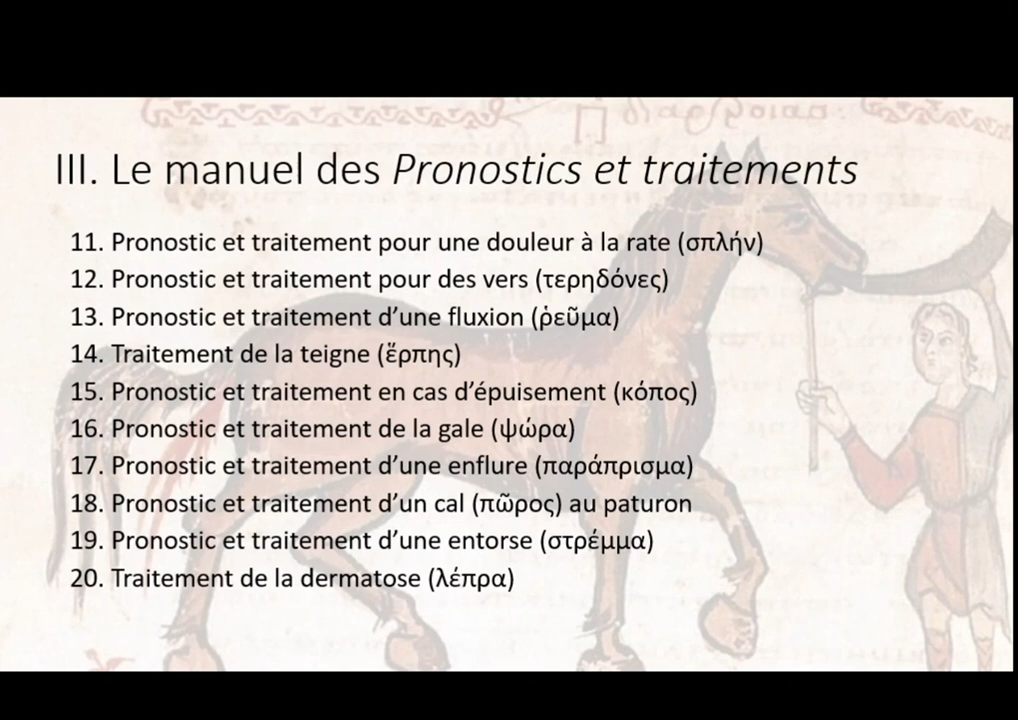 διαρροιαν
III. Le manuel des Pronostics et traitements
11. Pronostic et traitement pour une douleur à la rate (σπλήν)
12. Pronostic et traitement pour des vers (τερηδόνες)
13. Pronostic et traitement d’une fluxion (ῥεῦμα)
14. Traitement de la teigne (ἕρπης)
15. Pronostic et traitement en cas d’épuisement (κόπος)
16. Pronostic et traitement de la gale (ψώρα)
17. Pronostic et traitement d’une enflure (παράπρισμα)
18. Pronostic et traitement d’un cal (πῶρος) au paturon
19. Pronostic et traitement d’une entorse (στρέμμα)
20. Traitement de la dermatose (λέπρα)